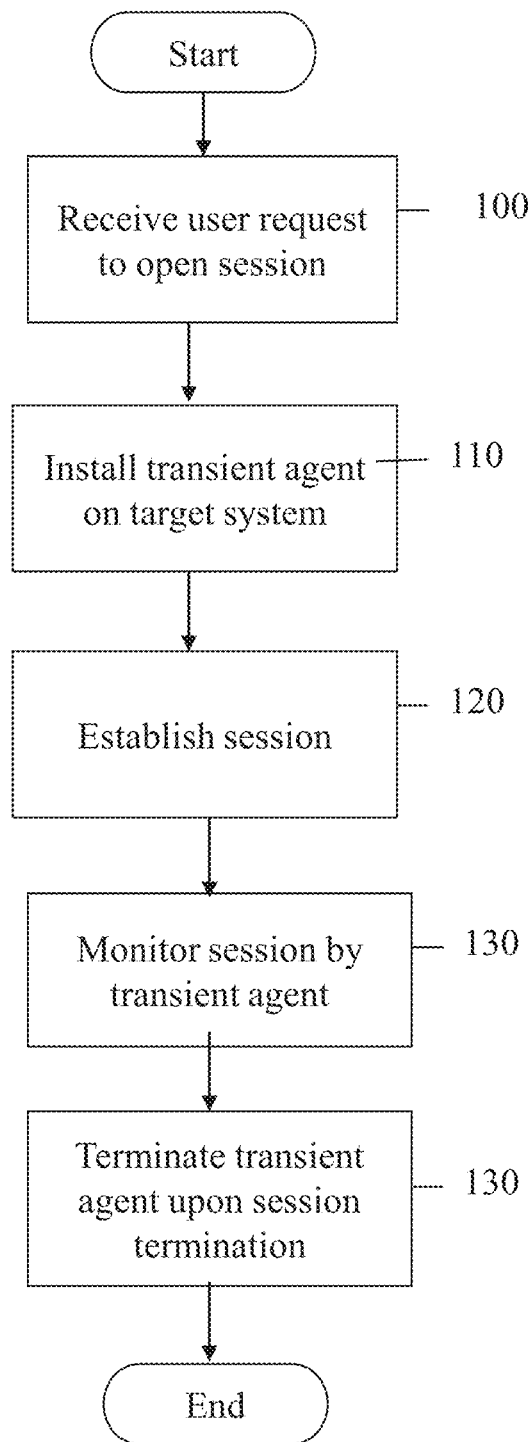 Start
Receive user request
to open session
100
Install transient agent
on target system
110
Establish session
120
Monitor session by
transient agent
130
Terminate transient
agent upon session
termination
130
End